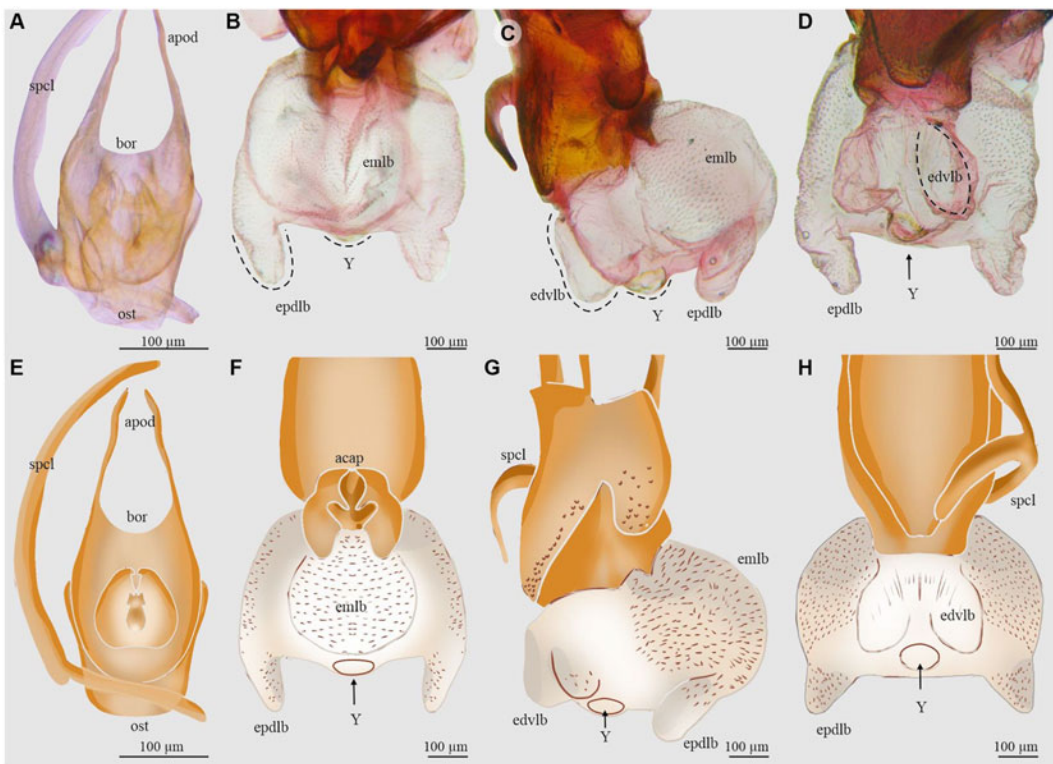 A
apod
spcl
bor
ost
100 µm
B
emlb
Y
epdlb
100 µm
C
emlb
edvlb
Y
epdlb
100 µm
D
edvlb
epdlb
Y
100 µm
E
apod
spcl
bor
ost
100 µm
F
acap
emlb
epdlb
Y
100 µm
G
spcl
emlb
edvlb
Y
epdlb
100 µm
H
spcl
edvlb
epdlb
Y
100 µm